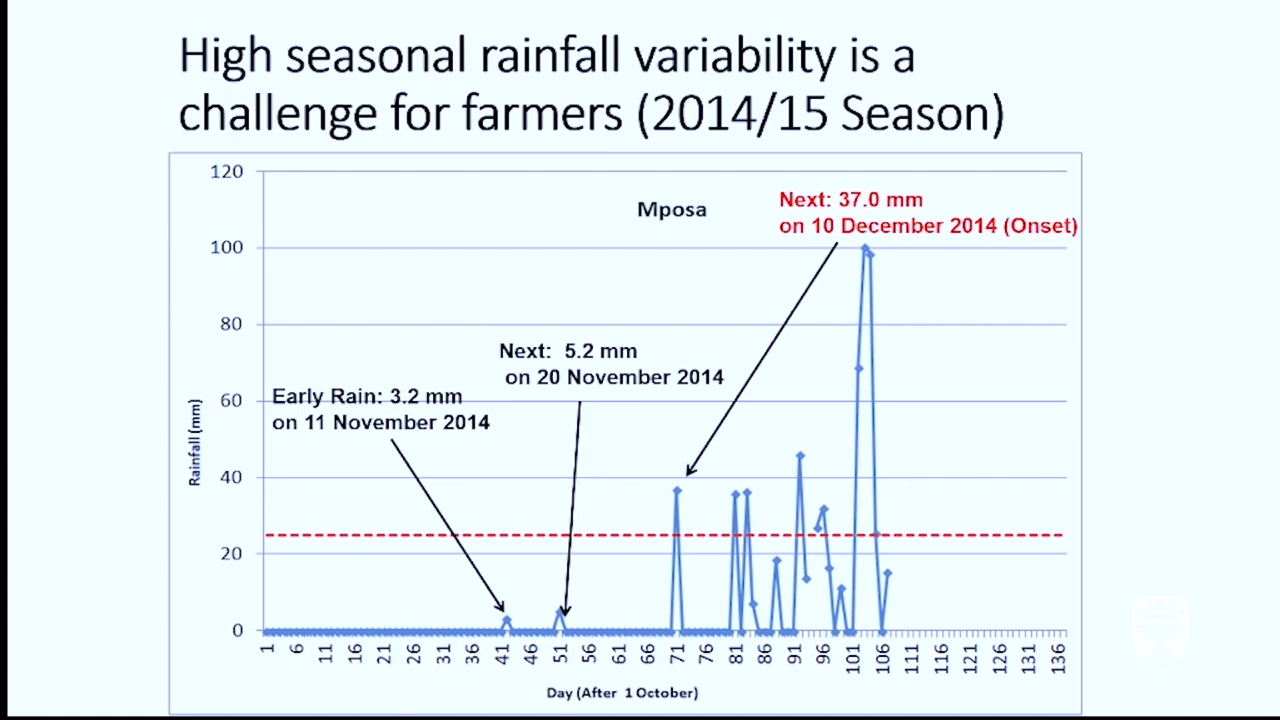 High seasonal rainfall variability is a
challenge for farmers (2014/15 Season)
120
100
80
60
40
20
0
Rainfall (mm)
Mposa
Next: 37.0 mm
on 10 December 2014 (Onset)
Next: 5.2 mm
on 20 November 2014
Early Rain: 3.2 mm
on 11 November 2014
1 6 11 16 21 26 31 36 41 46 51 56 61 66 71 76 81 86 91 96 101 106 111 116 121 126 131 136
Day (After 1 October)